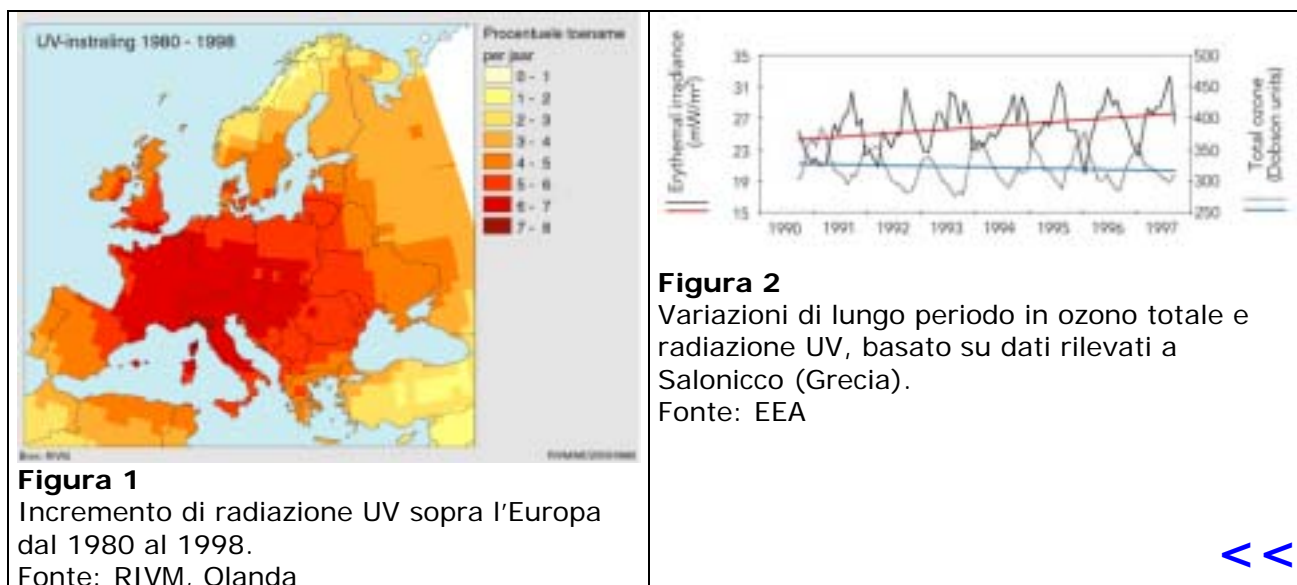 UV-instraling 1980 - 1998
Procentuele toename
per jaar
0 - 1
1 - 2
2 - 3
3 - 4
4 - 5
5 - 6
6 - 7
7 - 8
Bron: RIVM
Figura 1
Incremento di radiazione UV sopra l'Europa
dal 1980 al 1998.
Fonte: RIVM, Olanda
Erythemal irradiance
(mW/m²)
35
31
27
23
19
15
1990 1991 1992 1993 1994 1995 1996 1997
500
450
400
350
300
250
Total ozone
(Dobson units)
Figura 2
Variazioni di lungo periodo in ozono totale e
radiazione UV, basato su dati rilevati a
Salonicco (Grecia).
Fonte: EEA
<<